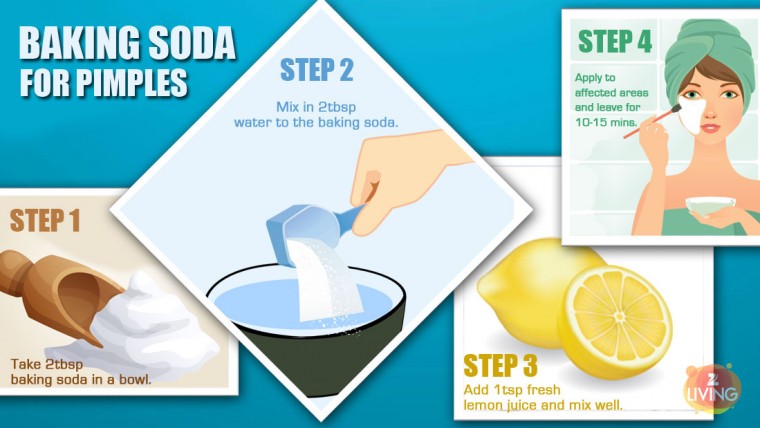 BAKING SODA
FOR PIMPLES
STEP 1
Take 2tbsp
baking soda in a bowl.
STEP 2
Mix in 2tbsp
water to the baking soda.
STEP 3
Add 1tsp fresh
lemon juice and mix well.
STEP 4
Apply to
affected areas
and leave for
10-15 mins.
Z
LIVING